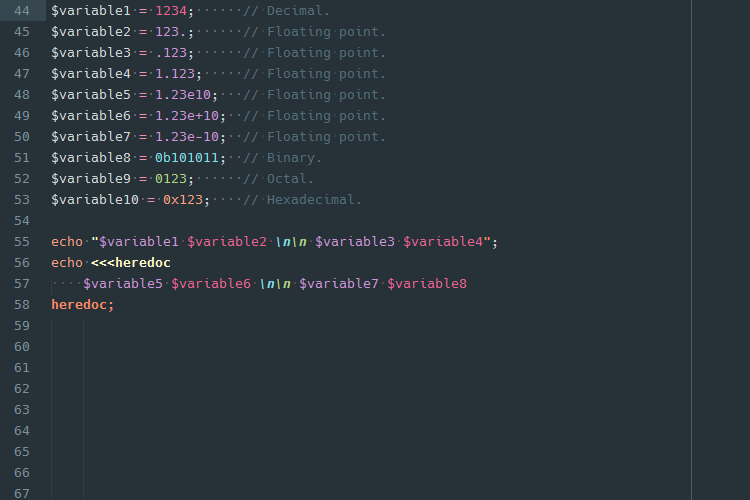 44 $variable1 = 1234;      // Decimal.
45 $variable2 = 123.;      // Floating point.
46 $variable3 = .123;      // Floating point.
47 $variable4 = 1.123;     // Floating point.
48 $variable5 = 1.23e10;   // Floating point.
49 $variable6 = 1.23e+10;  // Floating point.
50 $variable7 = 1.23e-10;  // Floating point.
51 $variable8 = 0b101011;  // Binary.
52 $variable9 = 0123;      // Octal.
53 $variable10 = 0x123;    // Hexadecimal.
54
55 echo "$variable1 $variable2 \n\n $variable3 $variable4";
56 echo <<<heredoc
57     $variable5 $variable6 \n\n $variable7 $variable8
58 heredoc;
59
60
61
62
63
64
65
66
67